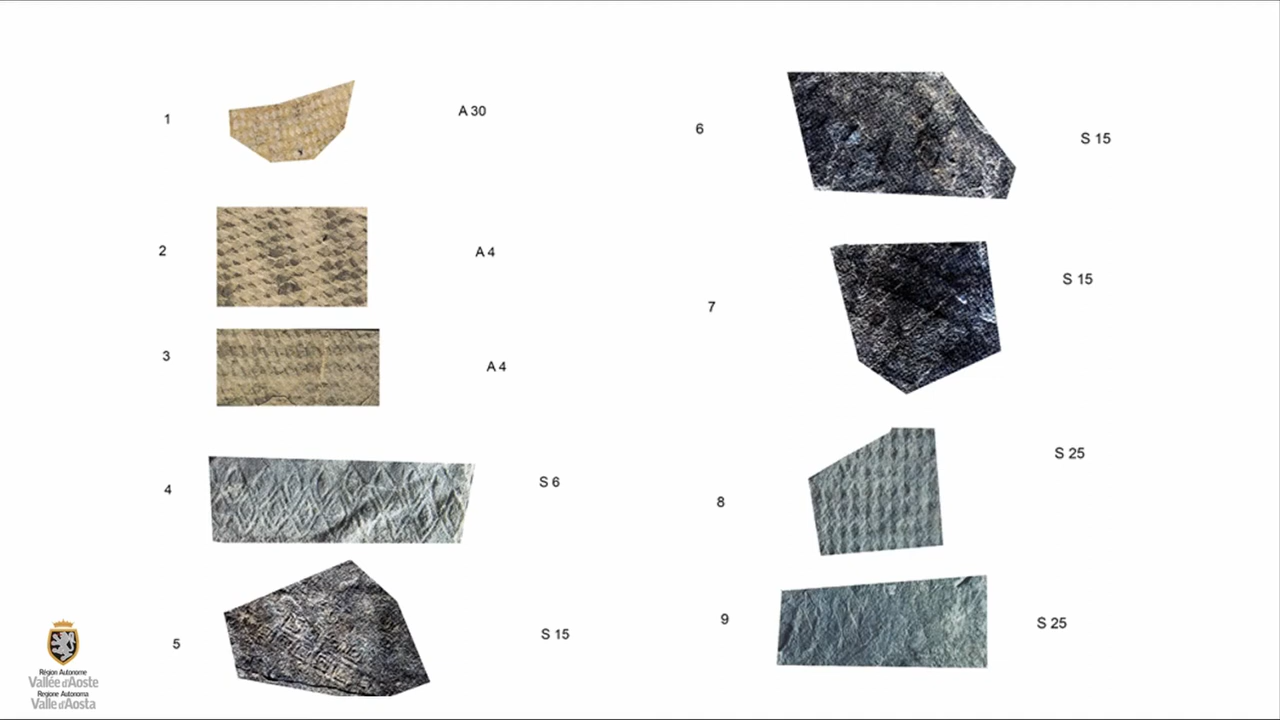 1
A 30
2
A 4
3
A 4
4
S 6
5
S 15
6
S 15
7
S 15
8
S 25
9
S 25
Région Autonome
Vallée d'Aoste
Regione Autonoma
Valle d'Aosta